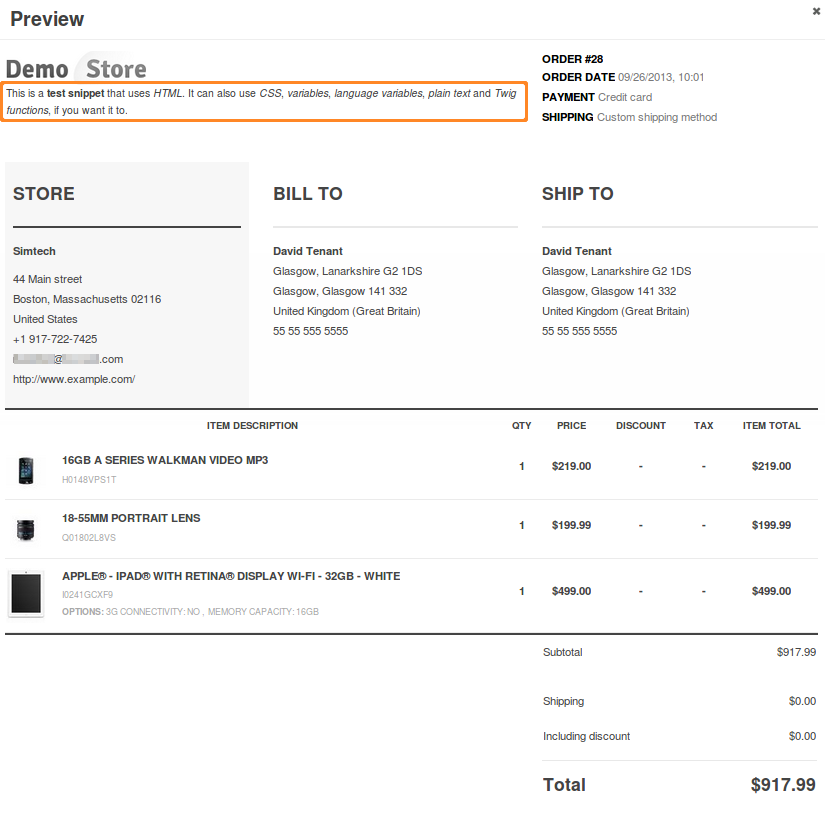 Preview
Demo Store
This is a test snippet that uses HTML. It can also use CSS, variables, language variables, plain text and Twig
functions, if you want it to.
ORDER #28
ORDER DATE 09/26/2013, 10:01
PAYMENT Credit card
SHIPPING Custom shipping method
STORE
Simtech
44 Main street
Boston, Massachusetts 02116
United States
+1 917-722-7425
@ .com
http://www.example.com/
BILL TO
David Tenant
Glasgow, Lanarkshire G2 1DS
Glasgow, Glasgow 141 332
United Kingdom (Great Britain)
55 55 555 5555
SHIP TO
David Tenant
Glasgow, Lanarkshire G2 1DS
Glasgow, Glasgow 141 332
United Kingdom (Great Britain)
55 55 555 5555
ITEM DESCRIPTION QTY PRICE DISCOUNT TAX ITEM TOTAL
16GB A SERIES WALKMAN VIDEO MP3
H0148VPS1T
1 $219.00 - - $219.00
18-55MM PORTRAIT LENS
Q01802L8VS
1 $199.99 - - $199.99
APPLE® - IPAD® WITH RETINA® DISPLAY WI-FI - 32GB - WHITE
I0241GCXF9
OPTIONS: 3G CONNECTIVITY: NO , MEMORY CAPACITY: 16GB
1 $499.00 - - $499.00
Subtotal $917.99
Shipping $0.00
Including discount $0.00
Total $917.99